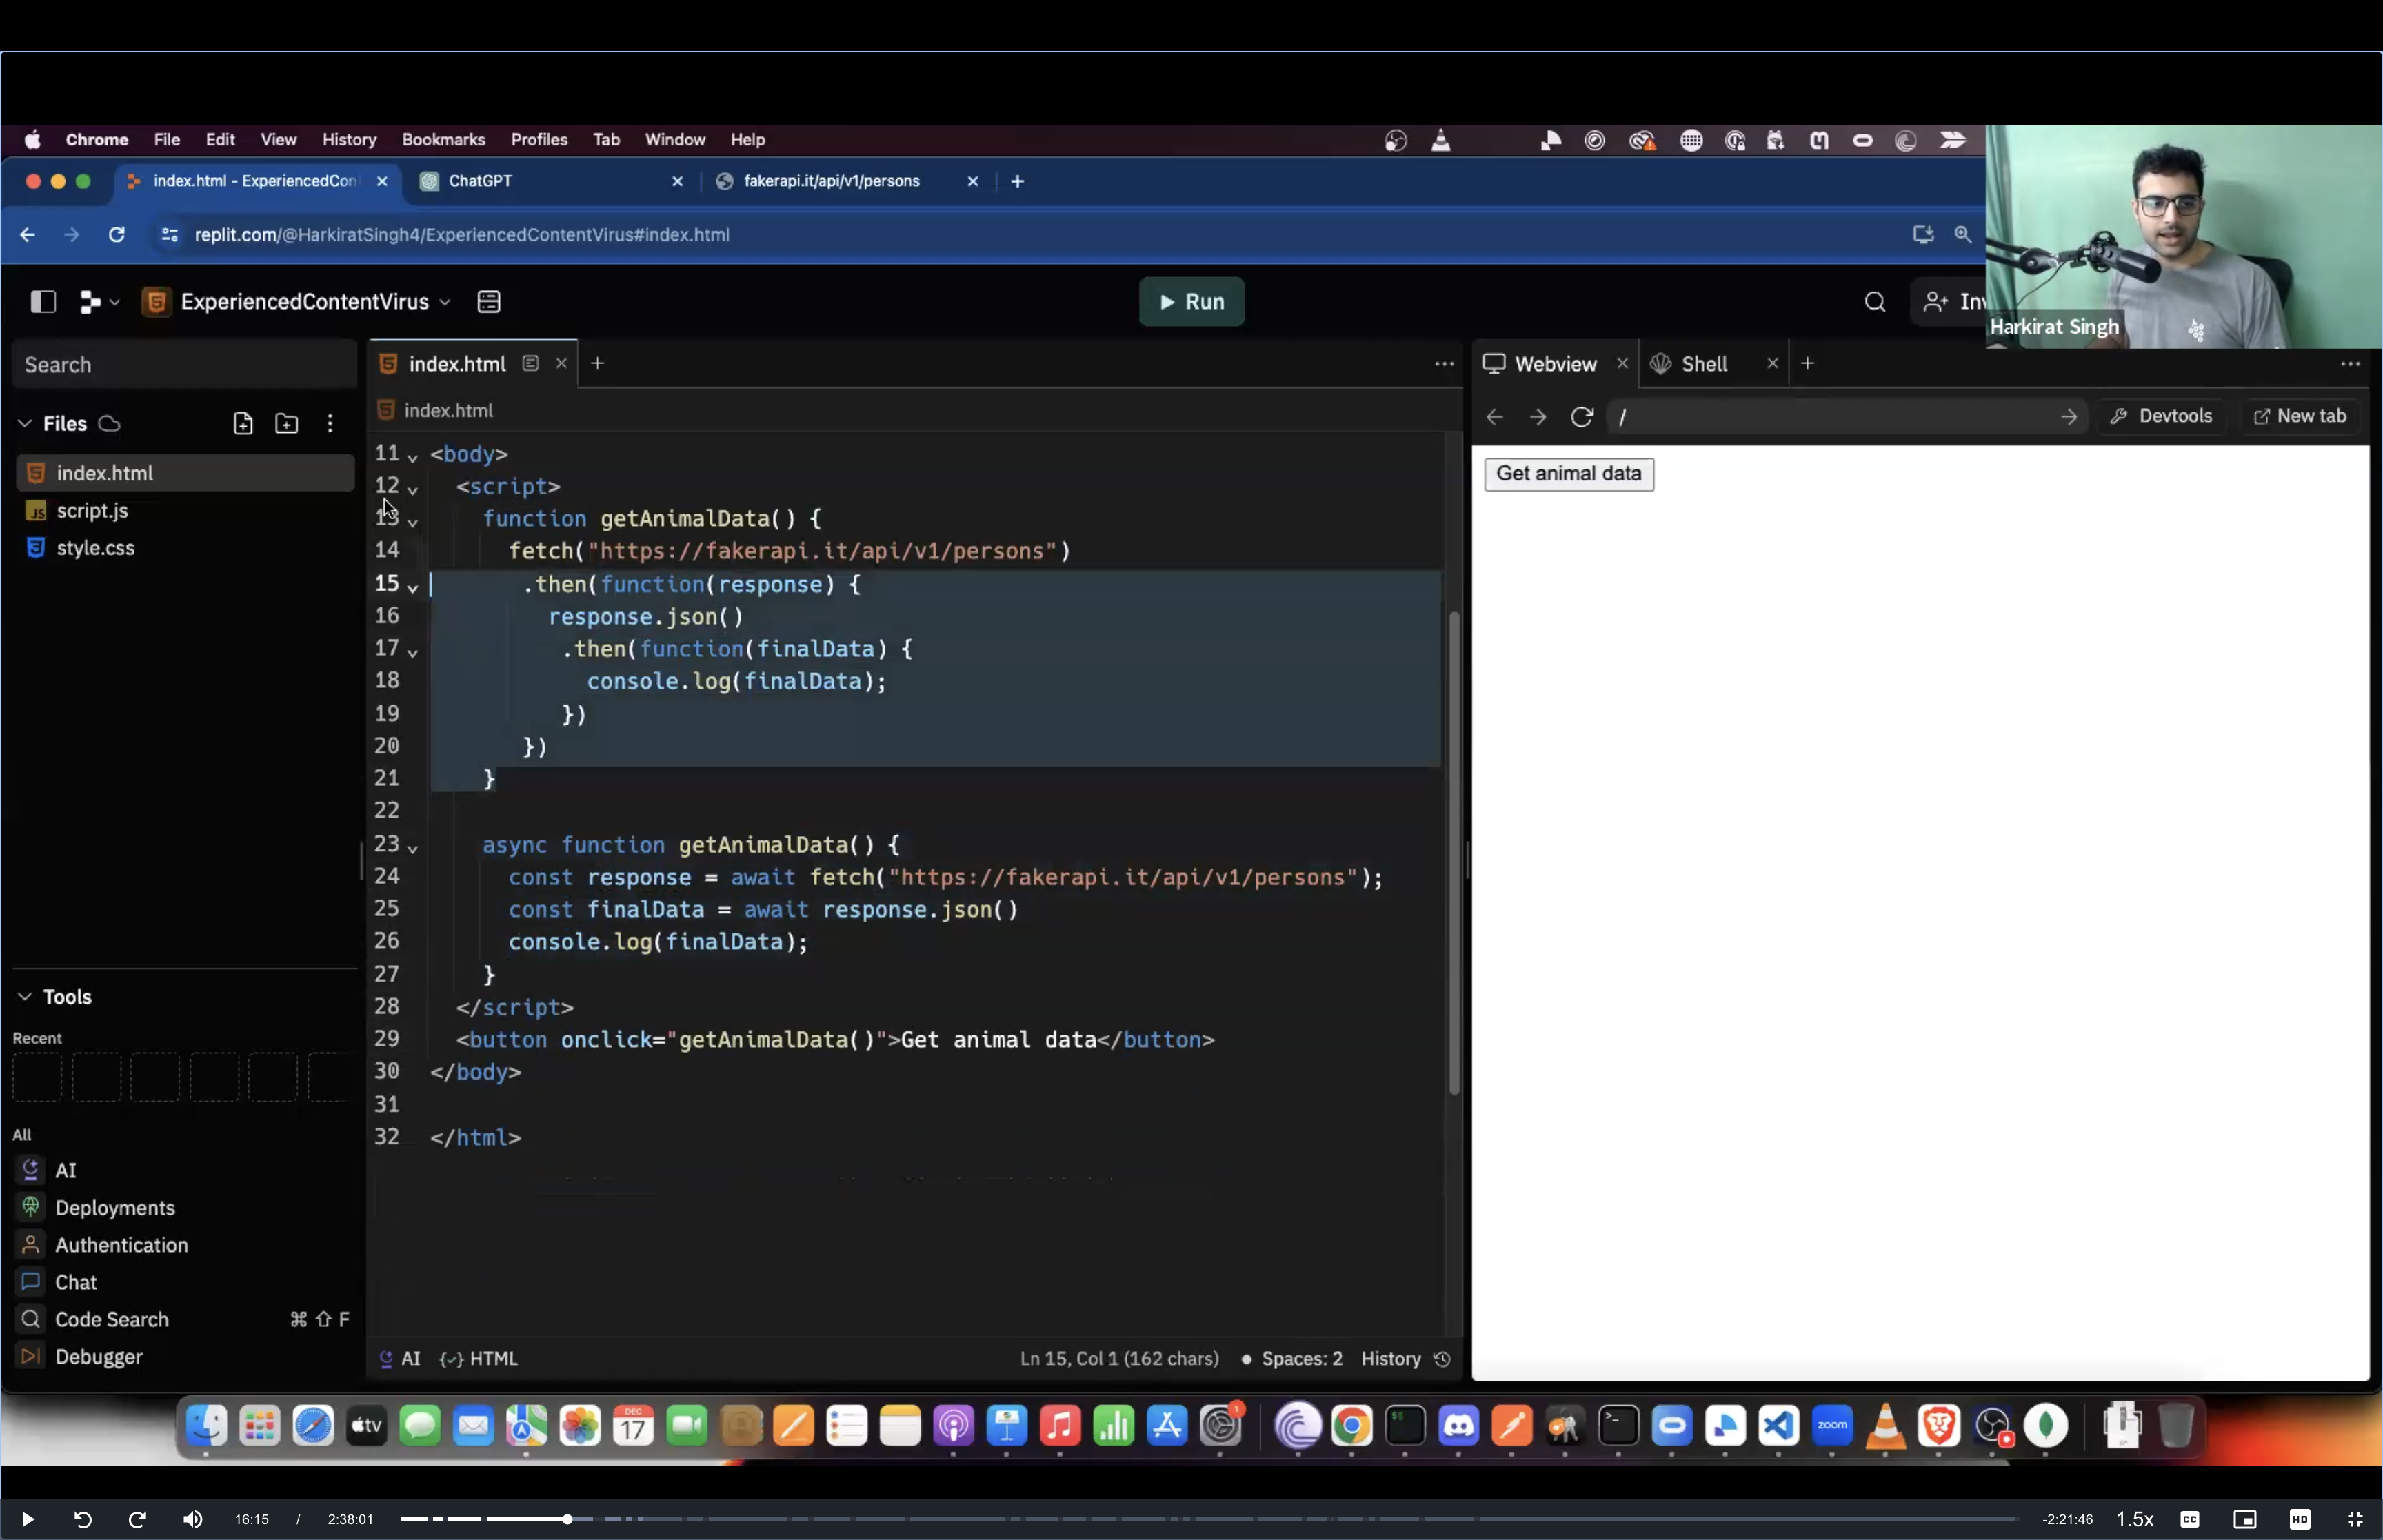 Chrome File Edit View History Bookmarks Profiles Tab Window Help
index.html - ExperiencedCon
ChatGPT
fakerapi.it/api/v1/persons
replit.com/@HarkiratSingh4/ExperiencedContentVirus#index.html
ExperiencedContentVirus
Run
Inv
Harkirat Singh
Search
Files
index.html
script.js
style.css
Tools
Recent
All
AI
Deployments
Authentication
Chat
Code Search ⌘ ⇧ F
Debugger
index.html
index.html
11 <body>
12 <script>
13 function getAnimalData() {
14 fetch("https://fakerapi.it/api/v1/persons")
15 .then(function(response) {
16 response.json()
17 .then(function(finalData) {
18 console.log(finalData);
19 })
20 })
21 }
22
23 async function getAnimalData() {
24 const response = await fetch("https://fakerapi.it/api/v1/persons");
25 const finalData = await response.json()
26 console.log(finalData);
27 }
28 </script>
29 <button onclick="getAnimalData()">Get animal data</button>
30 </body>
31
32 </html>
AI {✓} HTML
Ln 15, Col 1 (162 chars) • Spaces: 2 History
Webview
Shell
/
Devtools
New tab
Get animal data
tv
DEC
17
1
zoom
16:15 / 2:38:01
-2:21:46
1.5x
CC
HD